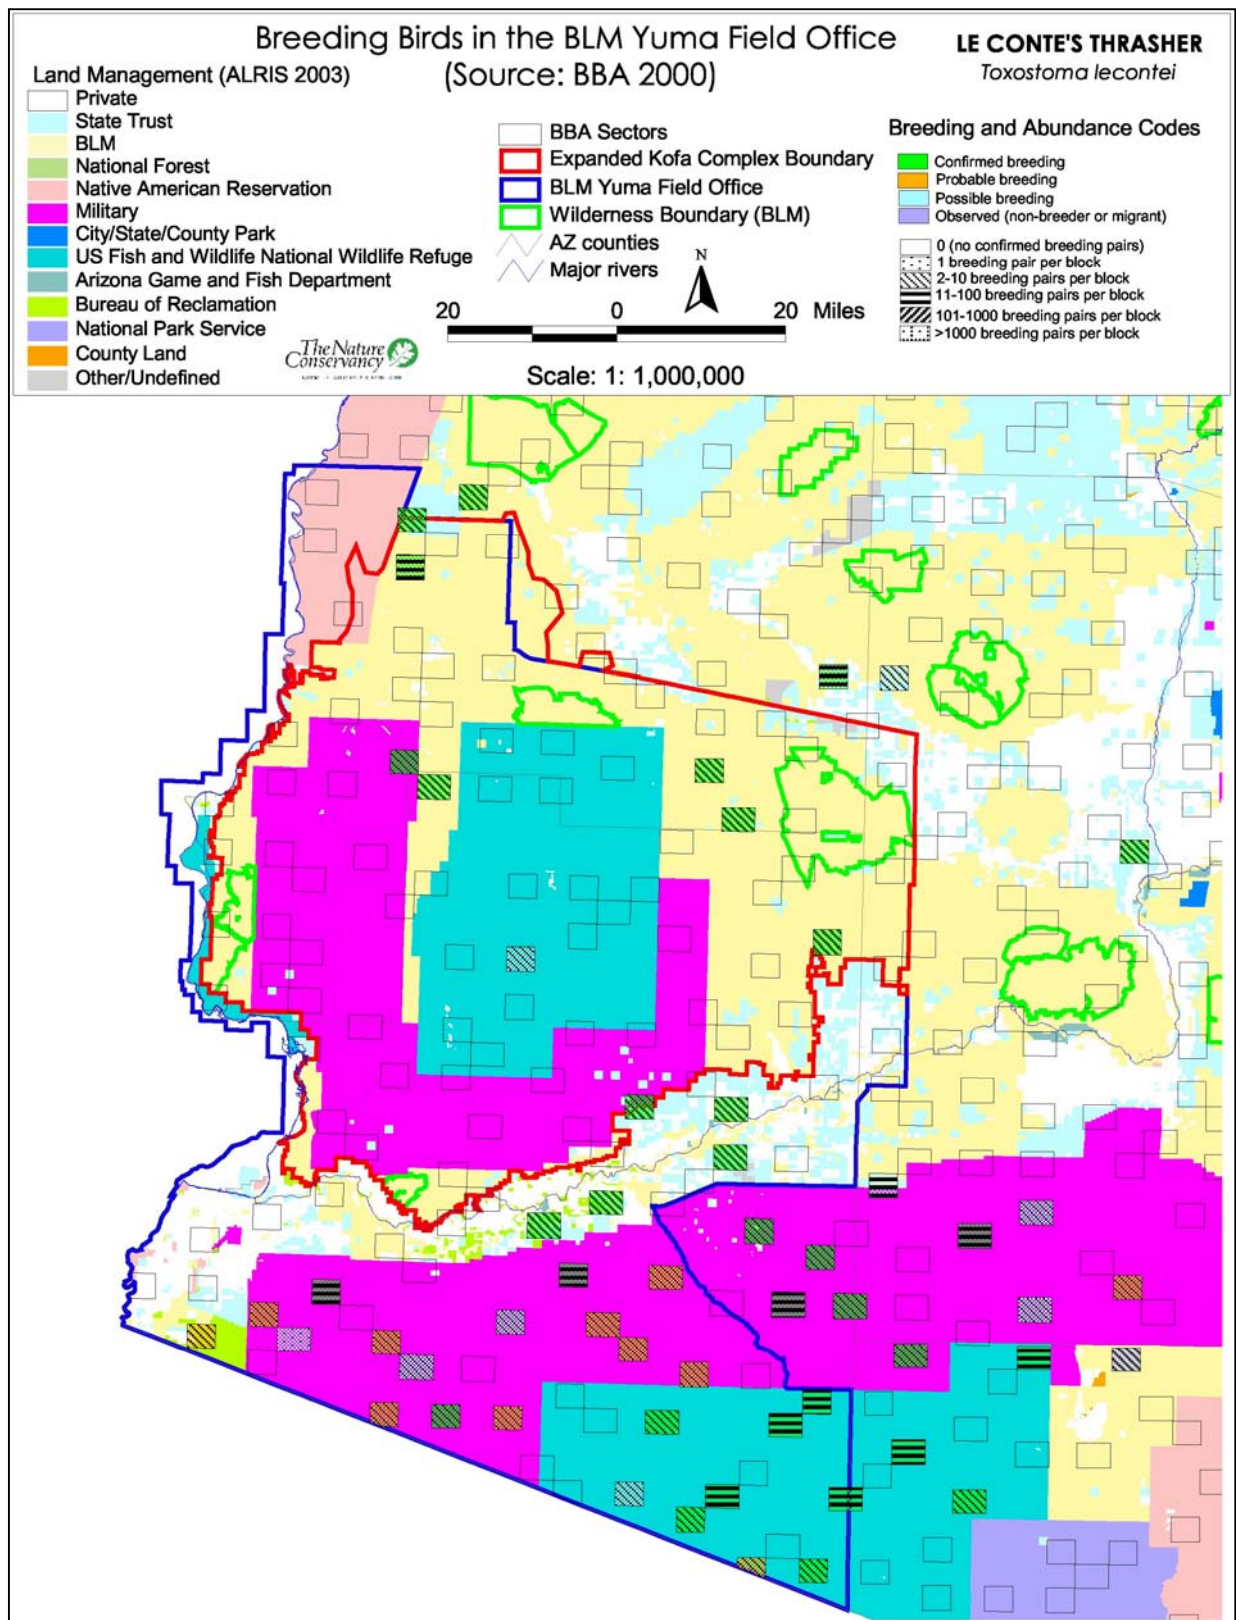 Breeding Birds in the BLM Yuma Field Office
(Source: BBA 2000)
LE CONTE'S THRASHER
Toxostoma lecontei
Land Management (ALRIS 2003)
Private
State Trust
BLM
National Forest
Native American Reservation
Military
City/State/County Park
US Fish and Wildlife National Wildlife Refuge
Arizona Game and Fish Department
Bureau of Reclamation
National Park Service
County Land
Other/Undefined
The Nature
Conservancy
BBA Sectors
Expanded Kofa Complex Boundary
BLM Yuma Field Office
Wilderness Boundary (BLM)
AZ counties
Major rivers
N
20 0 20 Miles
Scale: 1: 1,000,000
Breeding and Abundance Codes
Confirmed breeding
Probable breeding
Possible breeding
Observed (non-breeder or migrant)
0 (no confirmed breeding pairs)
1 breeding pair per block
2-10 breeding pairs per block
11-100 breeding pairs per block
101-1000 breeding pairs per block
>1000 breeding pairs per block